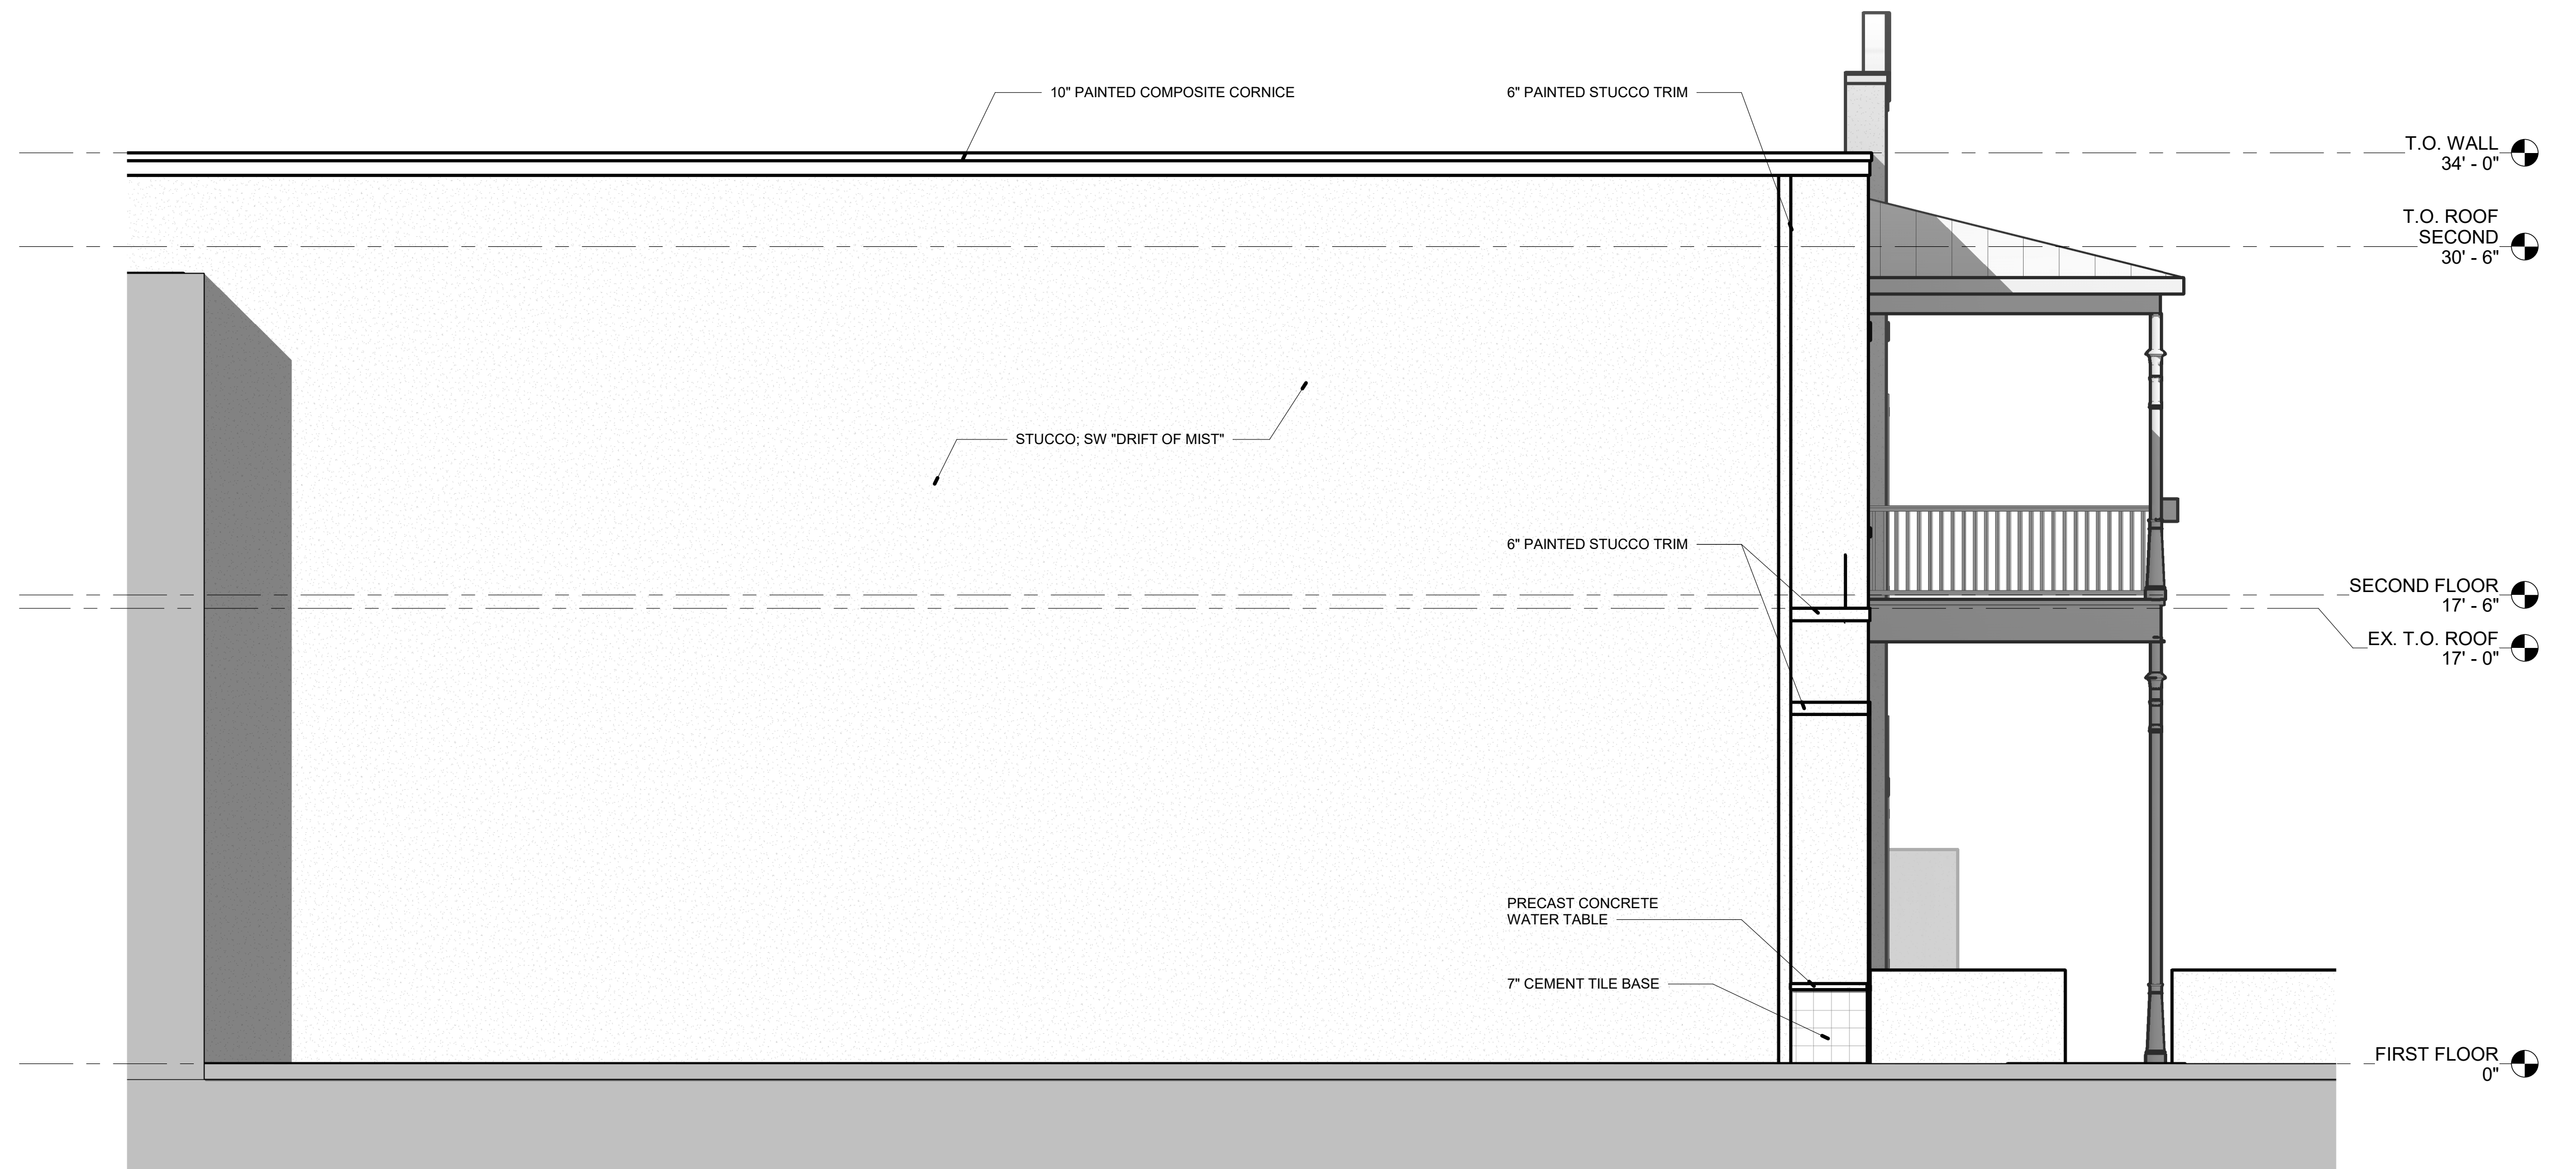 10" PAINTED COMPOSITE CORNICE
6" PAINTED STUCCO TRIM
T.O. WALL
34' - 0"
T.O. ROOF
SECOND
30' - 6"
STUCCO; SW "DRIFT OF MIST"
6" PAINTED STUCCO TRIM
SECOND FLOOR
17' - 6"
EX. T.O. ROOF
17' - 0"
PRECAST CONCRETE
WATER TABLE
7" CEMENT TILE BASE
FIRST FLOOR
0"